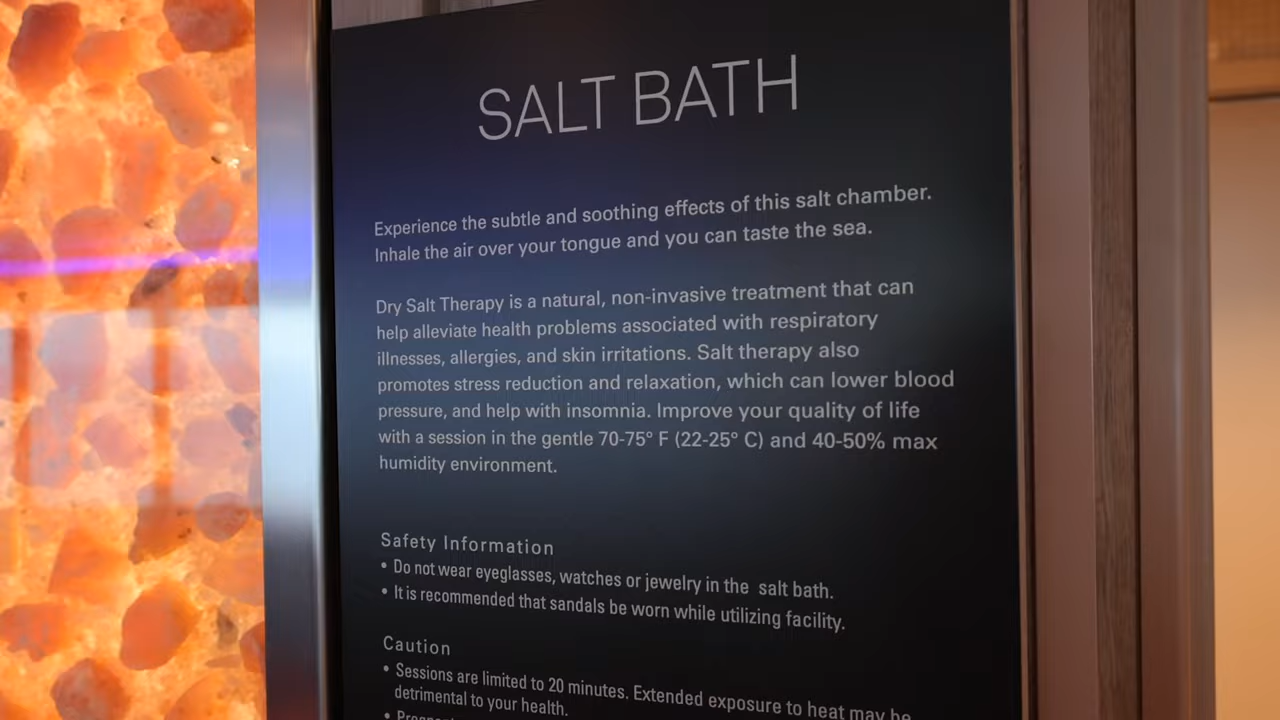 SALT BATH
Experience the subtle and soothing effects of this salt chamber.
Inhale the air over your tongue and you can taste the sea.
Dry Salt Therapy is a natural, non-invasive treatment that can
help alleviate health problems associated with respiratory
illnesses, allergies, and skin irritations. Salt therapy also
promotes stress reduction and relaxation, which can lower blood
pressure, and help with insomnia. Improve your quality of life
with a session in the gentle 70-75° F (22-25° C) and 40-50% max
humidity environment.
Safety Information
• Do not wear eyeglasses, watches or jewelry in the salt bath.
• It is recommended that sandals be worn while utilizing facility.
Caution
• Sessions are limited to 20 minutes. Extended exposure to heat may be
detrimental to your health.